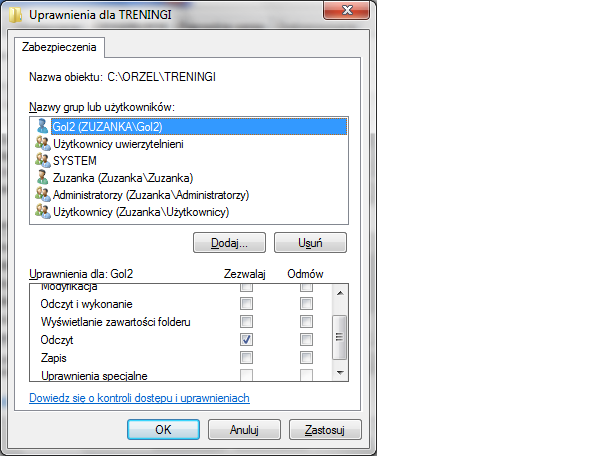 Uprawnienia dla TRENINGI
Zabezpieczenia
Nazwa obiektu: C:\ORZEL\TRENINGI
Nazwy grup lub użytkowników:
Gol2 (ZUZANKA\Gol2)
Użytkownicy uwierzytelnieni
SYSTEM
Zuzanka (Zuzanka\Zuzanka)
Administratorzy (Zuzanka\Administratorzy)
Użytkownicy (Zuzanka\Użytkownicy)
Dodaj... Usuń
Uprawnienia dla: Gol2 Zezwalaj Odmów
Modyfikacja
Odczyt i wykonanie
Wyświetlanie zawartości folderu
Odczyt
Zapis
Uprawnienia specjalne
Dowiedz się o kontroli dostępu i uprawnieniach
OK Anuluj Zastosuj